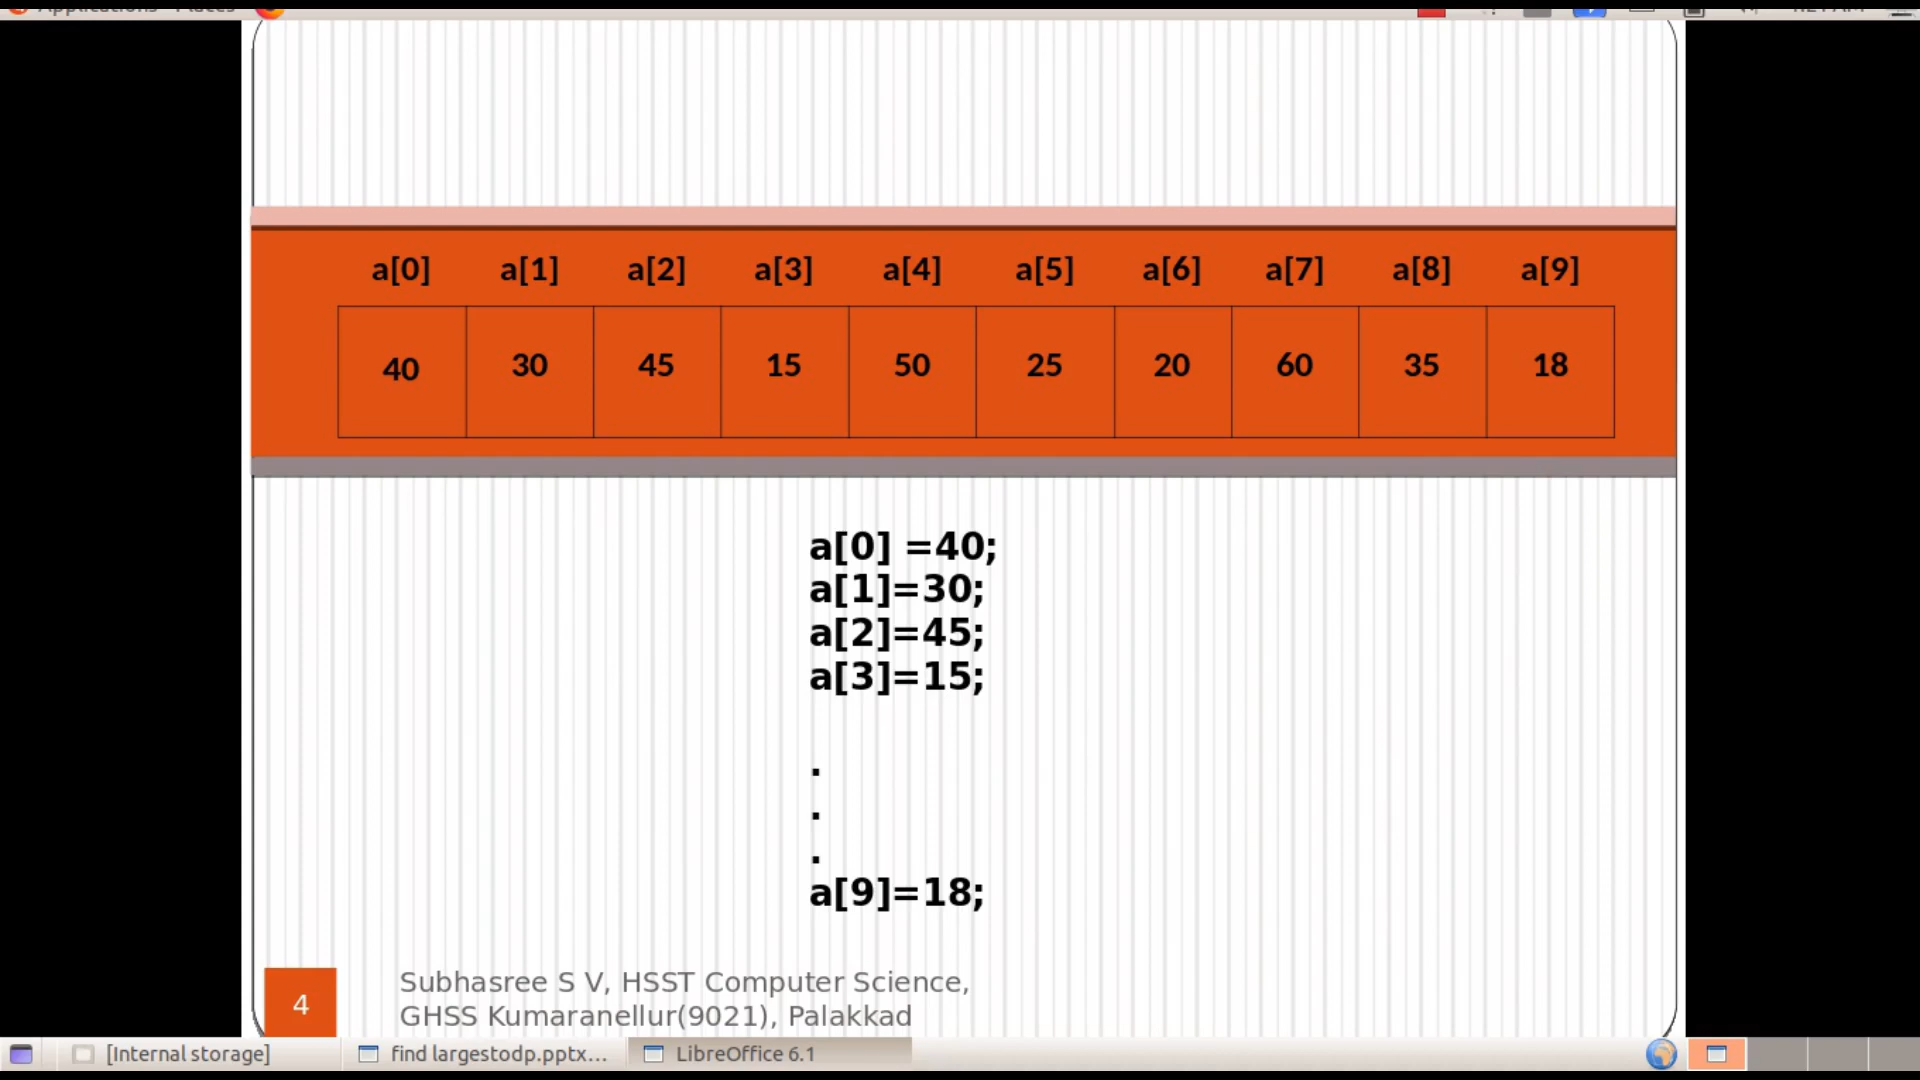 Applications Places
a[0] a[1] a[2] a[3] a[4] a[5] a[6] a[7] a[8] a[9]
40 30 45 15 50 25 20 60 35 18
a[0] =40;
a[1]=30;
a[2]=45;
a[3]=15;
.
.
.
a[9]=18;
4
Subhasree S V, HSST Computer Science,
GHSS Kumaranellur(9021), Palakkad
[Internal storage] find largestodp.pptx... LibreOffice 6.1